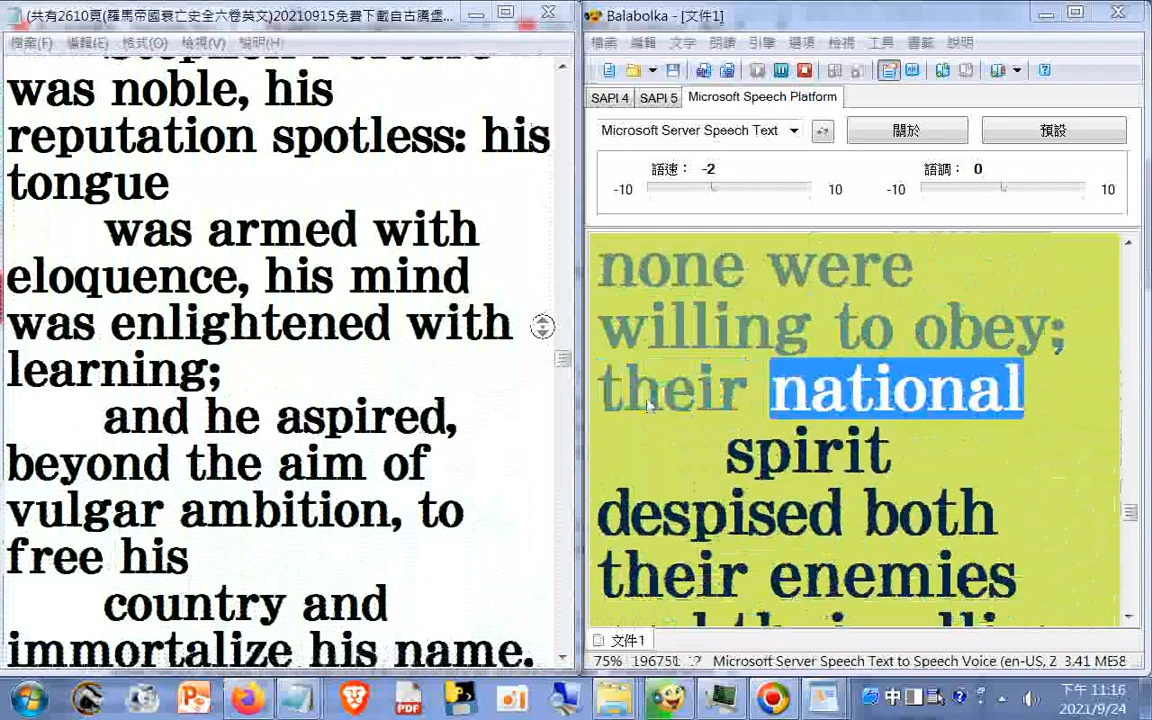 (共有2610頁(羅馬帝國衰亡史全六卷英文)20210915免費下載自古騰堡...
檔案(F) 編輯(E) 格式(O) 檢視(V) 說明(H)
was noble, his
reputation spotless: his
tongue
was armed with
eloquence, his mind
was enlightened with
learning;
and he aspired,
beyond the aim of
vulgar ambition, to
free his
country and
immortalize his name.
Balabolka - [文件1]
檔案 編輯 文字 朗讀 引擎 選項 檢視 工具 書籤 說明
SAPI 4 SAPI 5 Microsoft Speech Platform
Microsoft Server Speech Text 關於 預設
語速： -2 語調： 0
-10 10 -10 10
none were
willing to obey;
their national
spirit
despised both
their enemies
文件1
75% Microsoft Server Speech Text to Speech Voice (en-US, Z
中
下午 11:16
2021/9/24